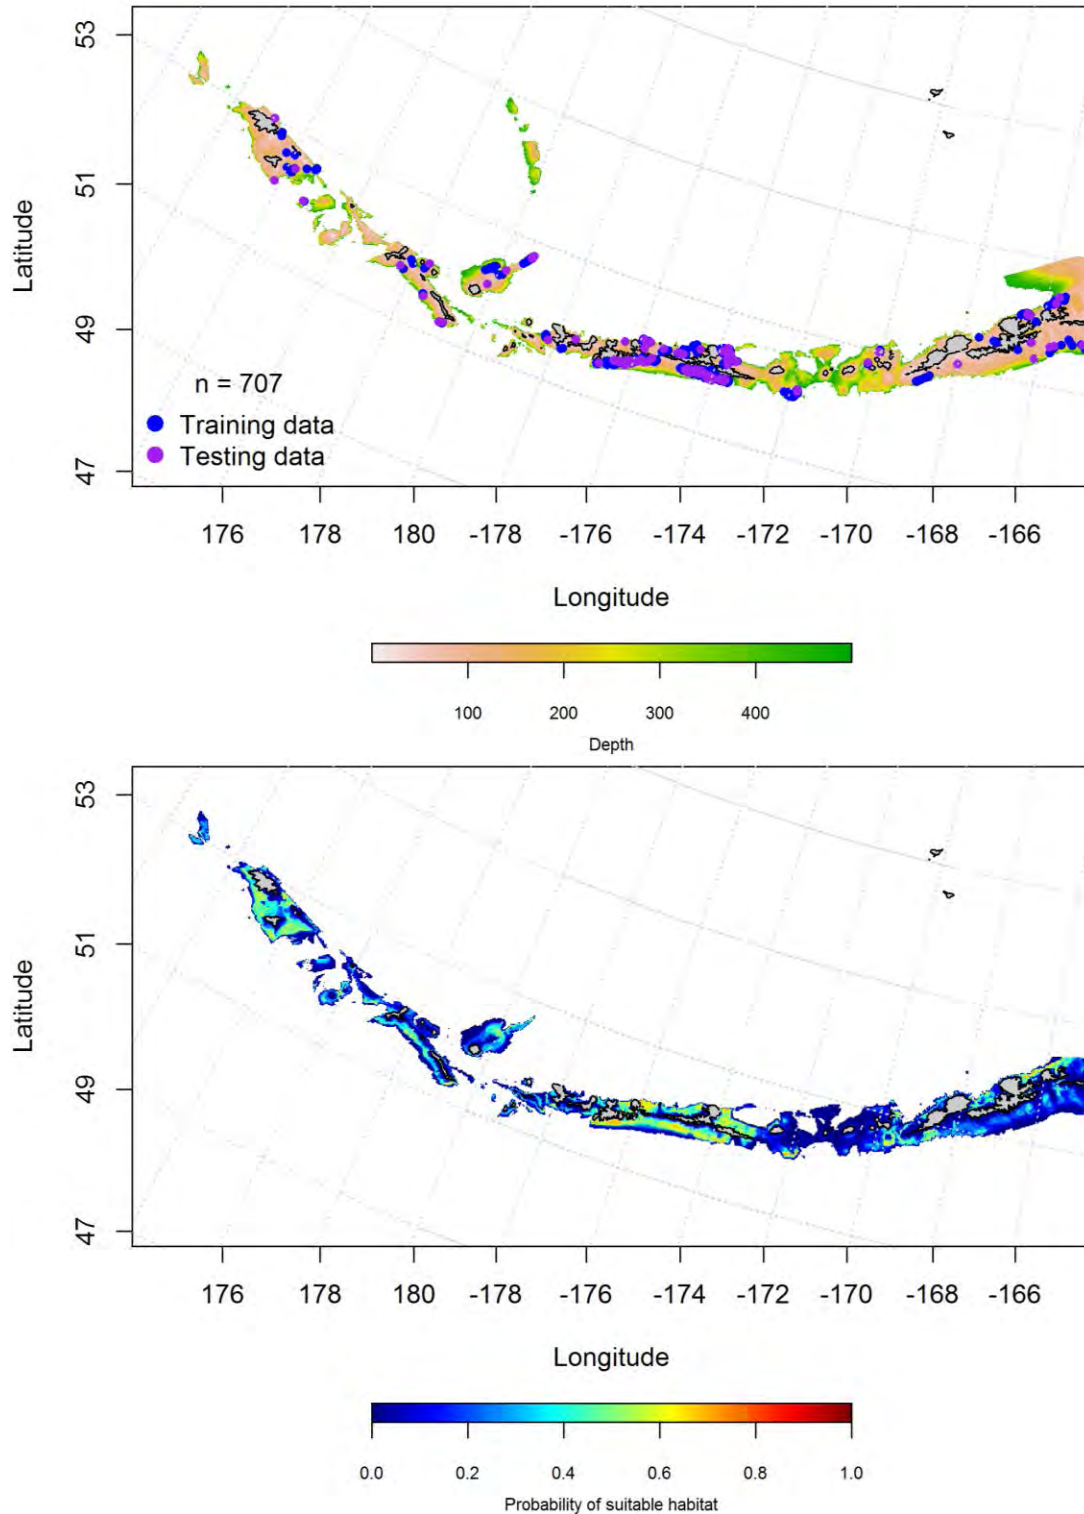 53
51
49
47
Latitude
n = 707
Training data
Testing data
176 178 180 -178 -176 -174 -172 -170 -168 -166
Longitude
100 200 300 400
Depth
53
51
49
47
Latitude
176 178 180 -178 -176 -174 -172 -170 -168 -166
Longitude
0.0 0.2 0.4 0.6 0.8 1.0
Probability of suitable habitat